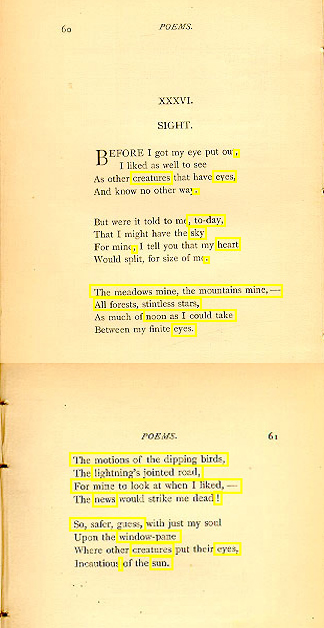 60
POEMS.
XXXVI.
SIGHT.
BEFORE I got my eye put out,
I liked as well to see
As other creatures that have eyes,
And know no other way.
But were it told to me, to-day,
That I might have the sky
For mine, I tell you that my heart
Would split, for size of me.
The meadows mine, the mountains mine, —
All forests, stintless stars,
As much of noon as I could take
Between my finite eyes.
POEMS.
61
The motions of the dipping birds,
The lightning's jointed road,
For mine to look at when I liked, —
The news would strike me dead!
So, safer, guess, with just my soul
Upon the window-pane
Where other creatures put their eyes,
Incautious of the sun.